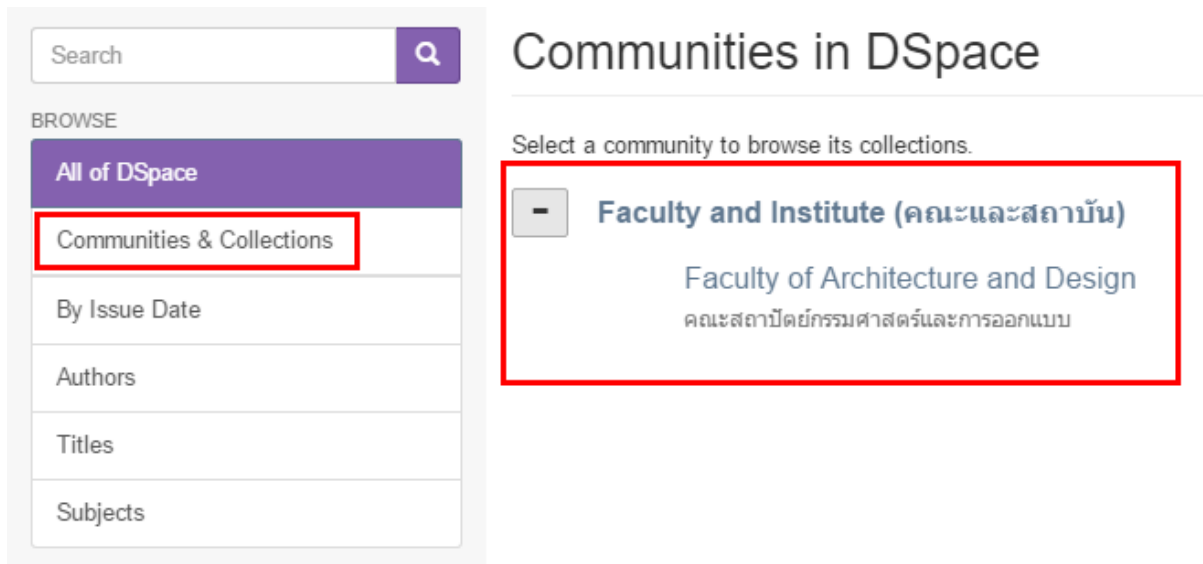 Search
BROWSE
All of DSpace
Communities & Collections
By Issue Date
Authors
Titles
Subjects
Communities in DSpace
Select a community to browse its collections.
Faculty and Institute (คณะและสถาบัน)
Faculty of Architecture and Design
คณะสถาปัตย์กรรมศาสตร์และการออกแบบ